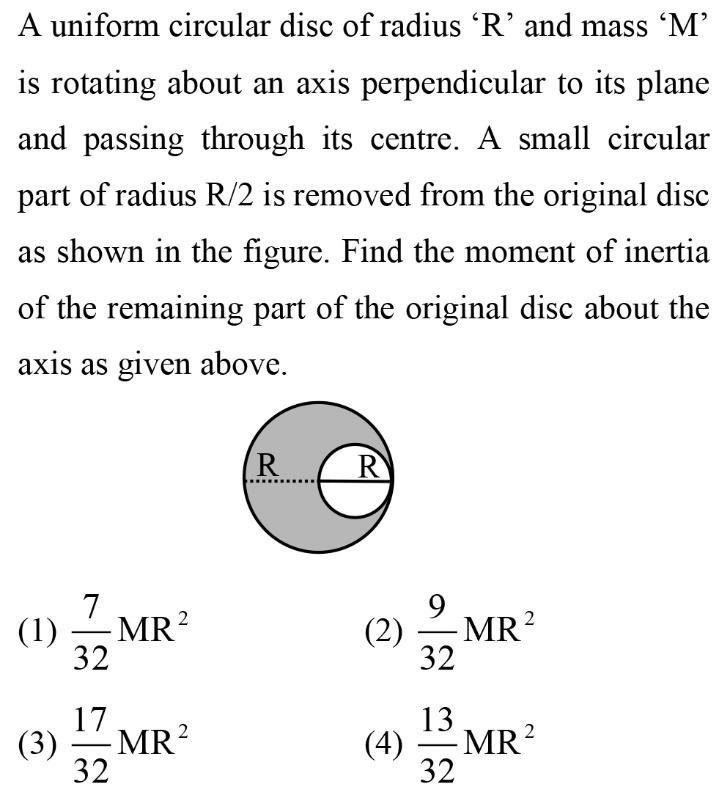 A uniform circular disc of radius ‘R’ and mass ‘M’
is rotating about an axis perpendicular to its plane
and passing through its centre. A small circular
part of radius R/2 is removed from the original disc
as shown in the figure. Find the moment of inertia
of the remaining part of the original disc about the
axis as given above.
R R
(1) 7/32 MR² (2) 9/32 MR²
(3) 17/32 MR² (4) 13/32 MR²